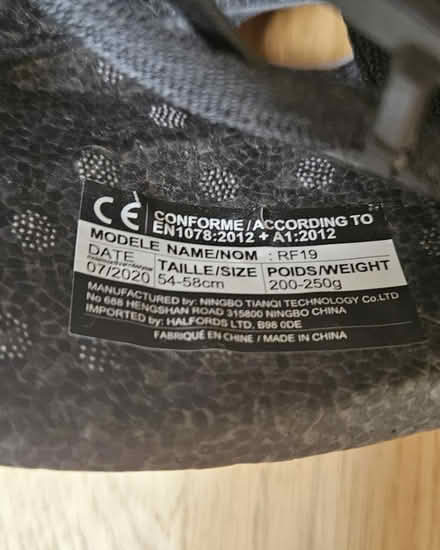 CE CONFORME/ACCORDING TO
EN1078:2012 + A1:2012
MODELE NAME/NOM : RF19
DATE TAILLE/SIZE POIDS/WEIGHT
07/2020 54-58cm 200-250g
MANUFACTURED by: NINGBO TIANQI TECHNOLOGY Co.LTD
No 668 HENGSHAN ROAD 315800 NINGBO CHINA
IMPORTED by: HALFORDS LTD. B98 0DE
FABRIQUÉ EN CHINE / MADE IN CHINA